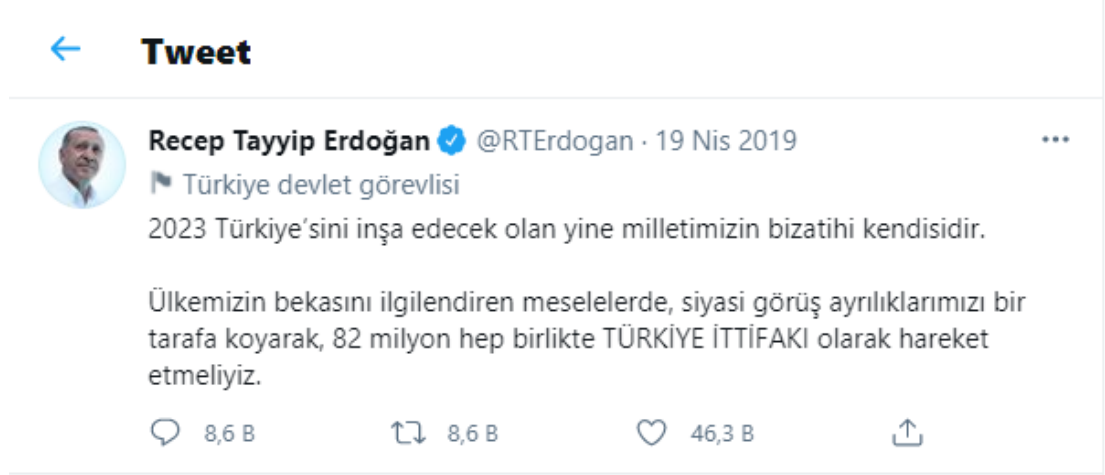 Tweet
Recep Tayyip Erdoğan @RTErdogan · 19 Nis 2019
Türkiye devlet görevlisi
2023 Türkiye'sini inşa edecek olan yine milletimizin bizatihi kendisidir.
Ülkemizin bekasını ilgilendiren meselelerde, siyasi görüş ayrılıklarımızı bir
tarafa koyarak, 82 milyon hep birlikte TÜRKİYE İTTİFAKI olarak hareket
etmeliyiz.
8,6 B 8,6 B 46,3 B